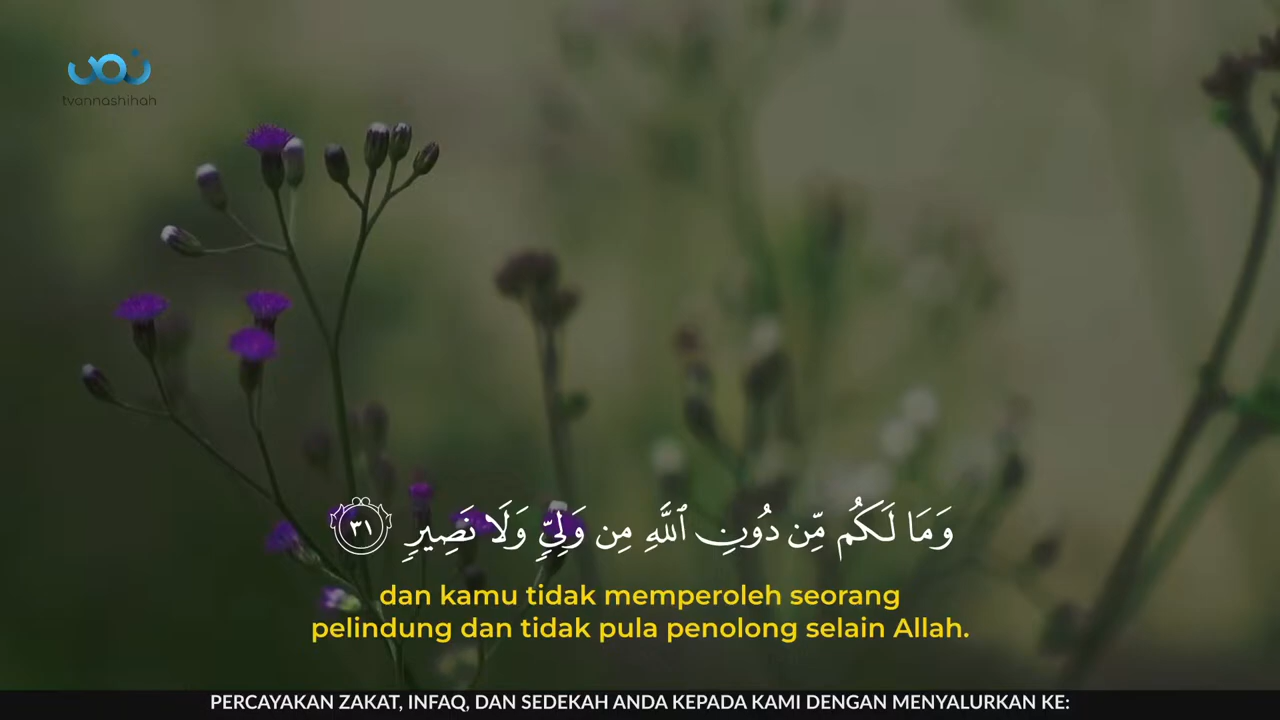 tvannashihah
وَمَا لَكُم مِّن دُونِ ٱللَّهِ مِن وَلِيٍّ وَلَا نَصِيرٍ ٣١
dan kamu tidak memperoleh seorang
pelindung dan tidak pula penolong selain Allah.
PERCAYAKAN ZAKAT, INFAQ, DAN SEDEKAH ANDA KEPADA KAMI DENGAN MENYALURKAN KE: